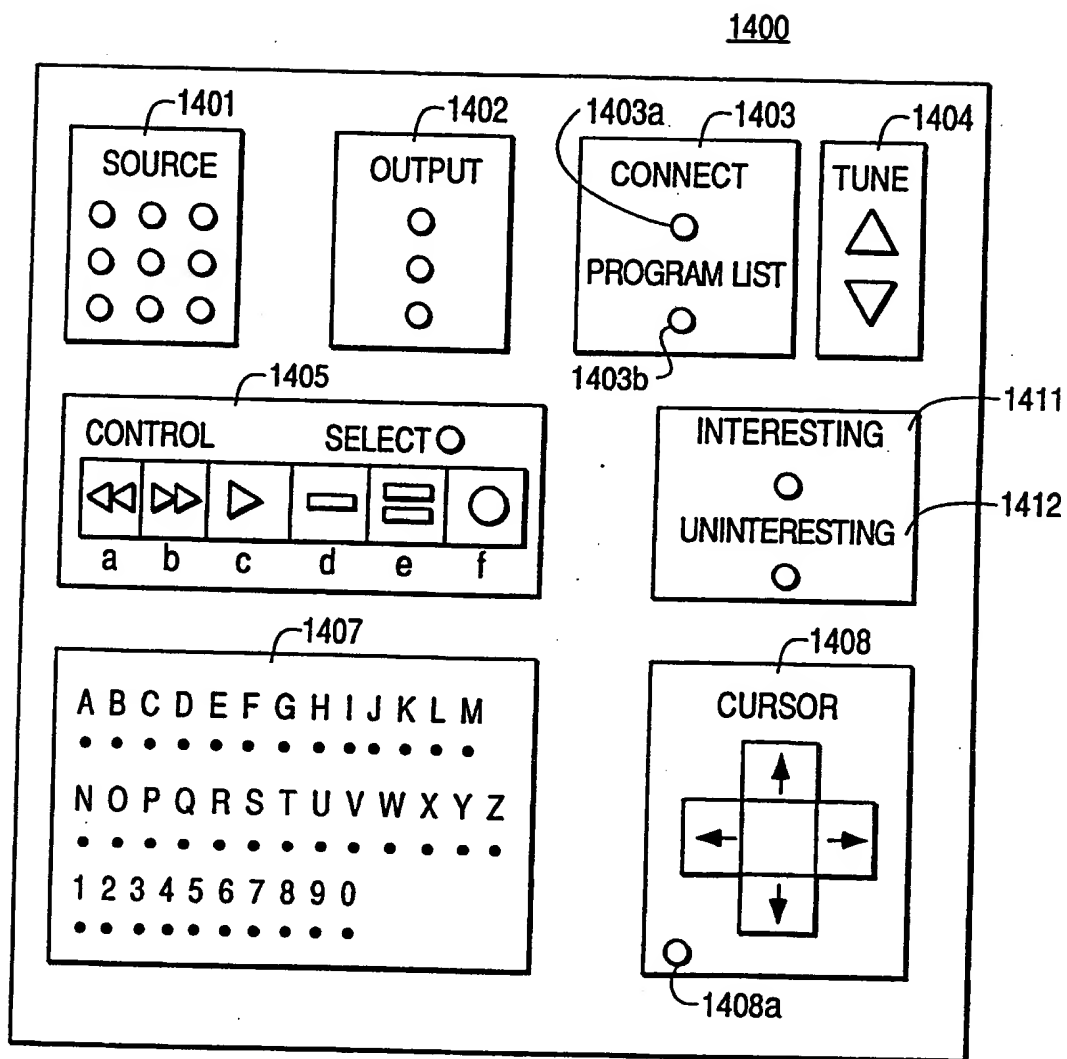 1400
1401
1402
1403a
1403
1404
SOURCE
OUTPUT
CONNECT
TUNE
PROGRAM LIST
1403b
1405
CONTROL
SELECT
a b c d e f
1411
INTERESTING
1412
UNINTERESTING
1407
A B C D E F G H I J K L M
N O P Q R S T U V W X Y Z
1 2 3 4 5 6 7 8 9 0
1408
CURSOR
1408a